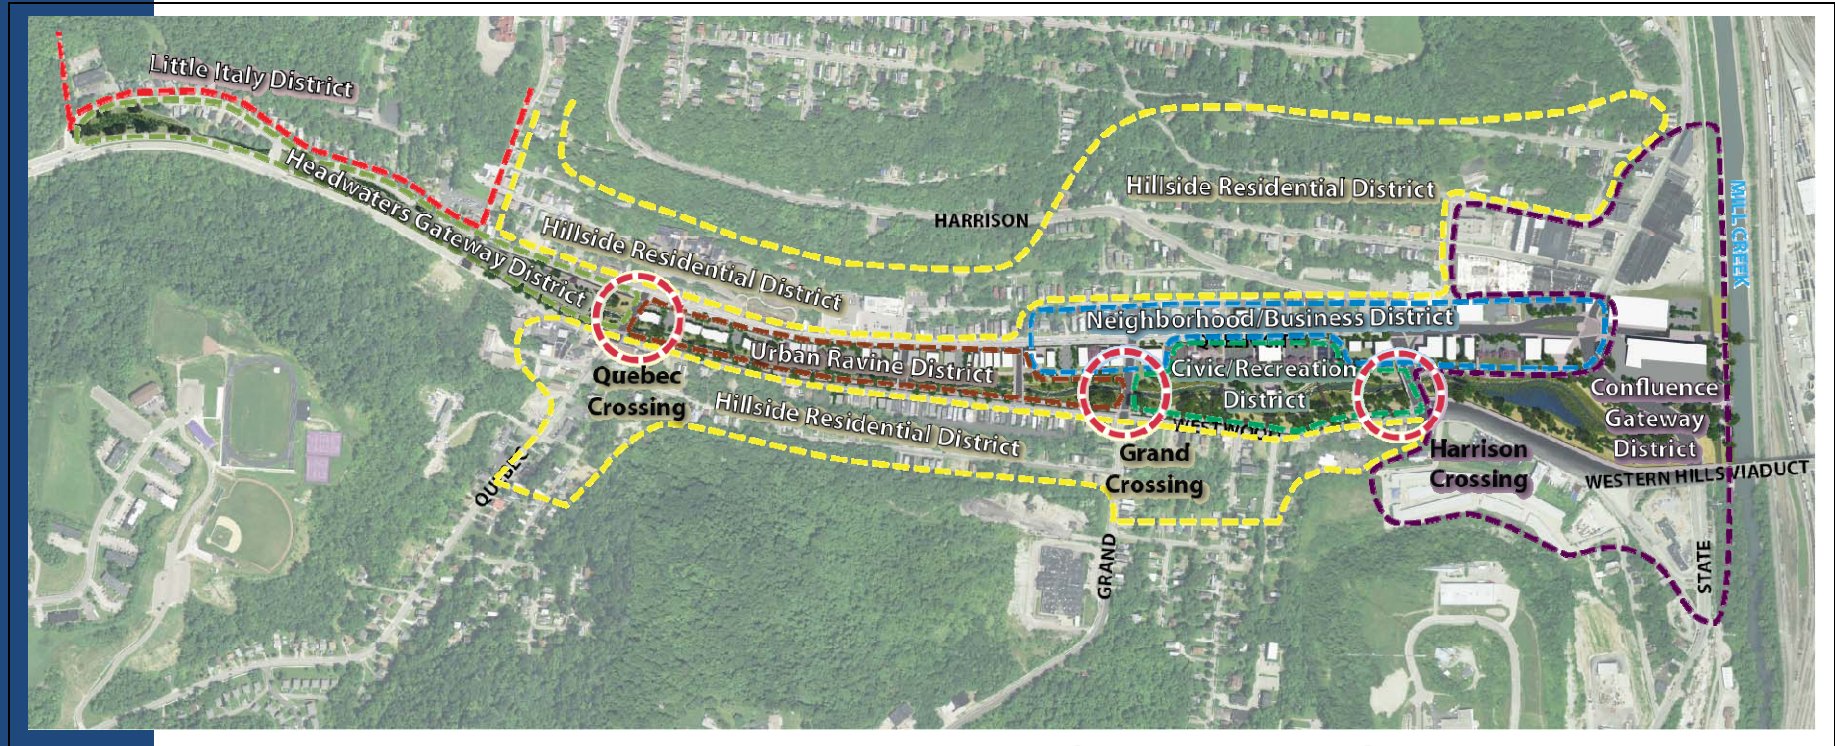 Little Italy District
Headwaters Gateway District
Hillside Residential District
HARRISON
Hillside Residential District
MILL CREEK
Neighborhood/Business District
Urban Ravine District
Civic/Recreation
District
Quebec
Crossing
Hillside Residential District
WESTWOOD
Confluence
Gateway
District
Grand
Crossing
Harrison
Crossing
WESTERN HILLS VIADUCT
QUEBEC
GRAND
STATE